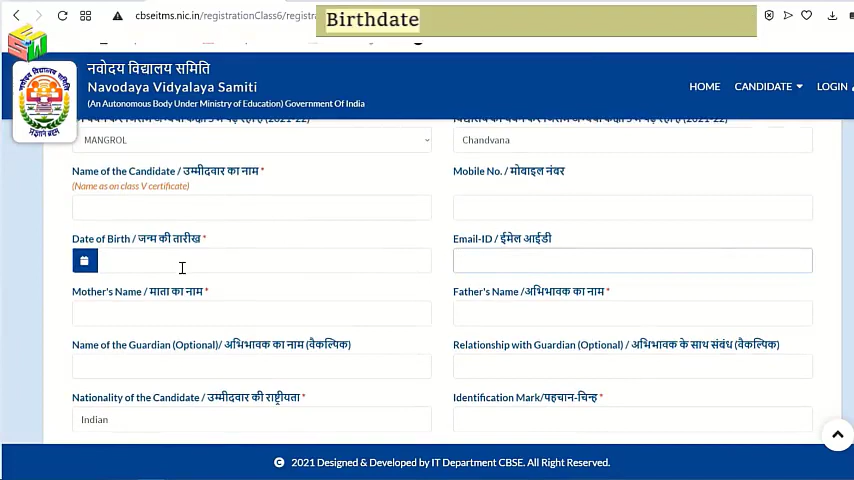 cbseitms.nic.in/registrationClass6/registra
Birthdate
नवोदय विद्यालय समिति
Navodaya Vidyalaya Samiti
(An Autonomous Body Under Ministry of Education) Government Of India
HOME CANDIDATE LOGIN
MANGROL Chandvana
Name of the Candidate / उम्मीदवार का नाम * Mobile No. / मोबाइल नंबर
(Name as on class V certificate)
Date of Birth / जन्म की तारीख * Email-ID / ईमेल आईडी
Mother's Name / माता का नाम * Father's Name /अभिभावक का नाम *
Name of the Guardian (Optional)/ अभिभावक का नाम (वैकल्पिक) Relationship with Guardian (Optional) / अभिभावक के साथ संबंध (वैकल्पिक)
Nationality of the Candidate / उम्मीदवार की राष्ट्रीयता * Identification Mark/पहचान-चिन्ह *
Indian
2021 Designed & Developed by IT Department CBSE. All Right Reserved.